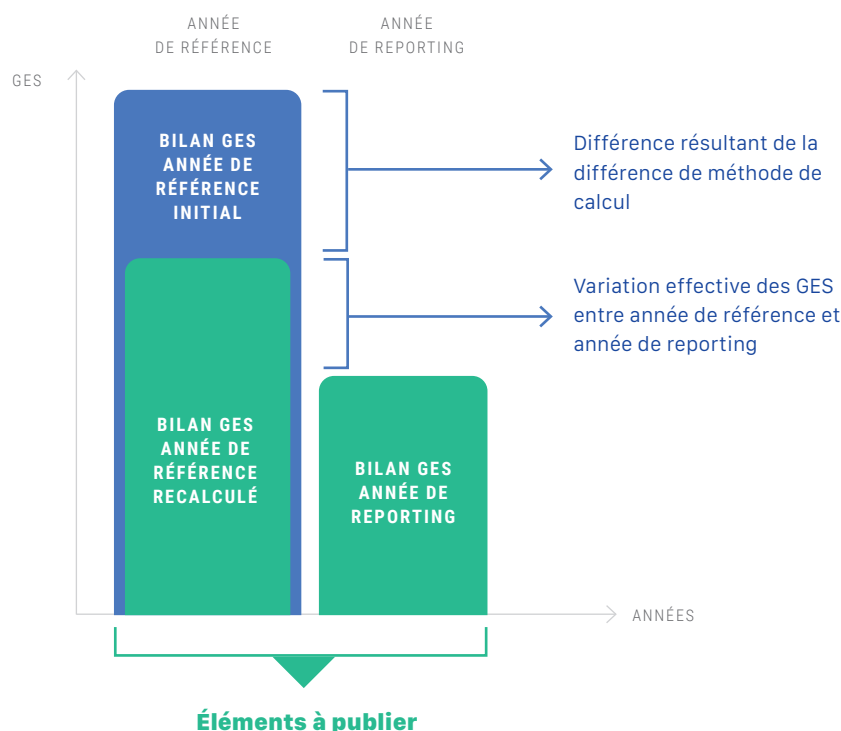 ANNÉE
DE RÉFÉRENCE
ANNÉE
DE REPORTING
GES
BILAN GES
ANNÉE DE
RÉFÉRENCE
INITIAL
Différence résultant de la
différence de méthode de
calcul
Variation effective des GES
entre année de référence et
année de reporting
BILAN GES
ANNÉE DE
RÉFÉRENCE
RECALCULÉ
BILAN GES
ANNÉE DE
REPORTING
ANNÉES
Éléments à publier